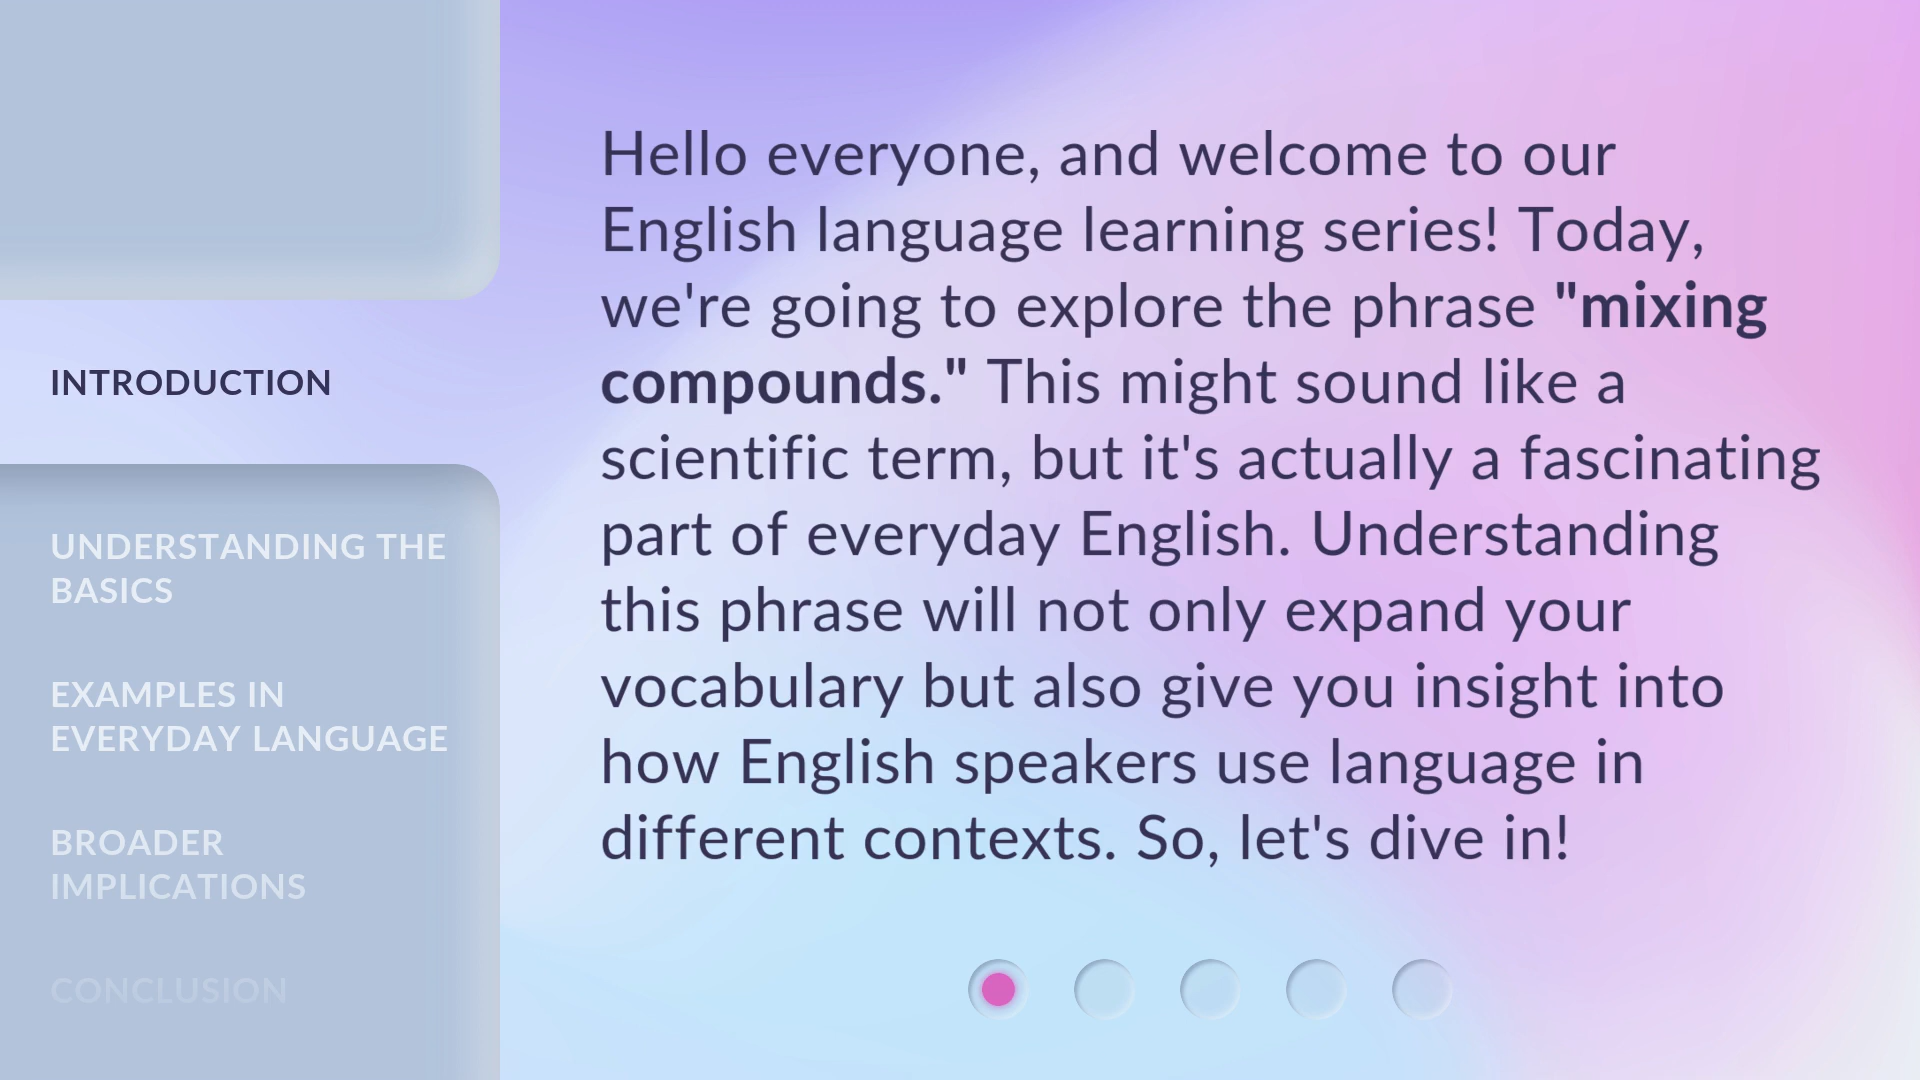 INTRODUCTION
UNDERSTANDING THE
BASICS
EXAMPLES IN
EVERYDAY LANGUAGE
BROADER
IMPLICATIONS
CONCLUSION
Hello everyone, and welcome to our
English language learning series! Today,
we're going to explore the phrase "mixing
compounds." This might sound like a
scientific term, but it's actually a fascinating
part of everyday English. Understanding
this phrase will not only expand your
vocabulary but also give you insight into
how English speakers use language in
different contexts. So, let's dive in!